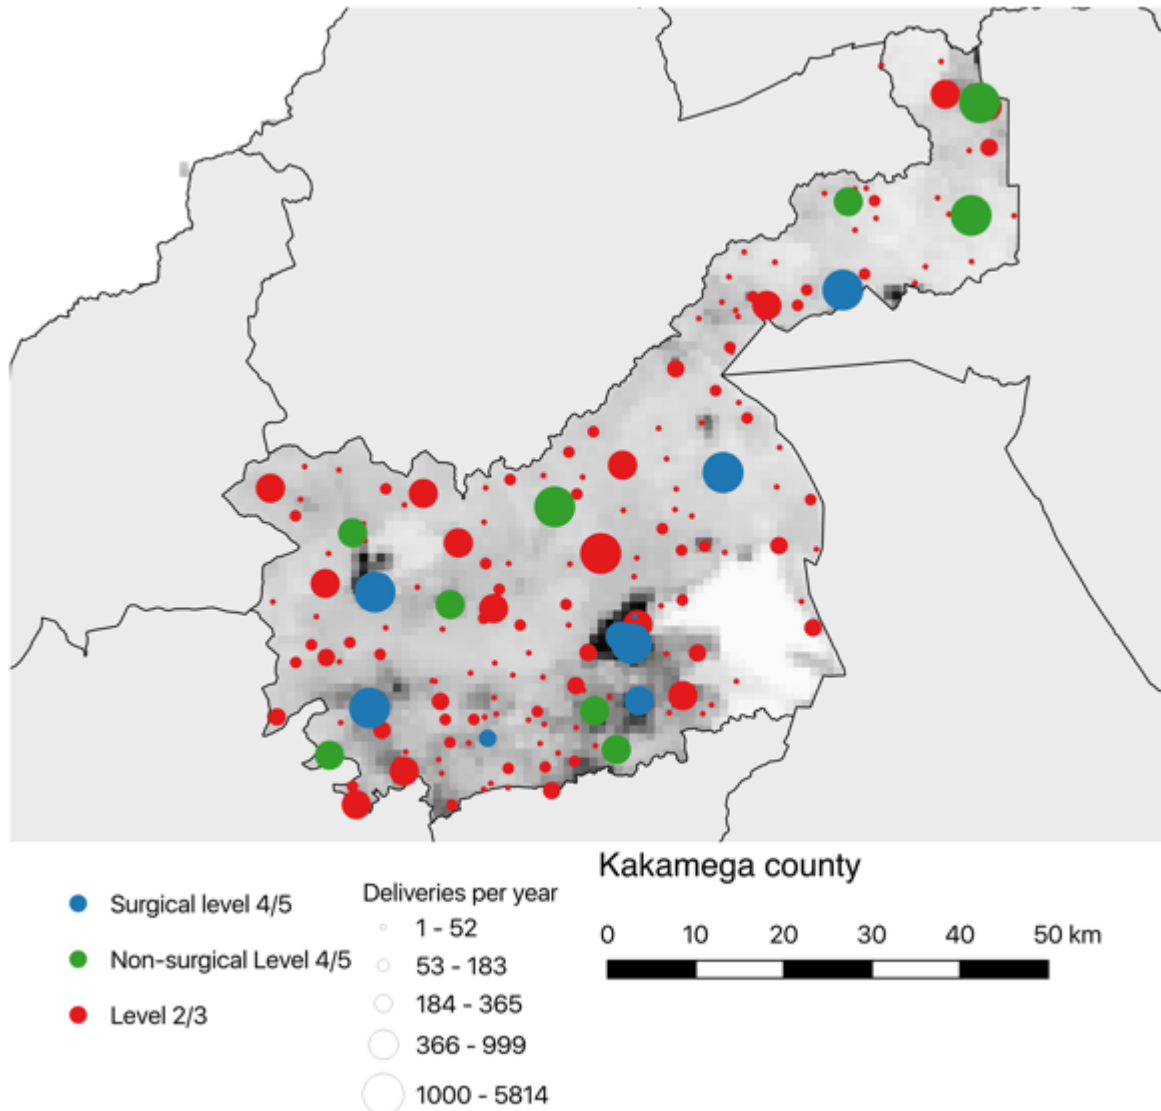 Kakamega county
Surgical level 4/5
Non-surgical Level 4/5
Level 2/3
Deliveries per year
1 - 52
53 - 183
184 - 365
366 - 999
1000 - 5814
0 10 20 30 40 50 km